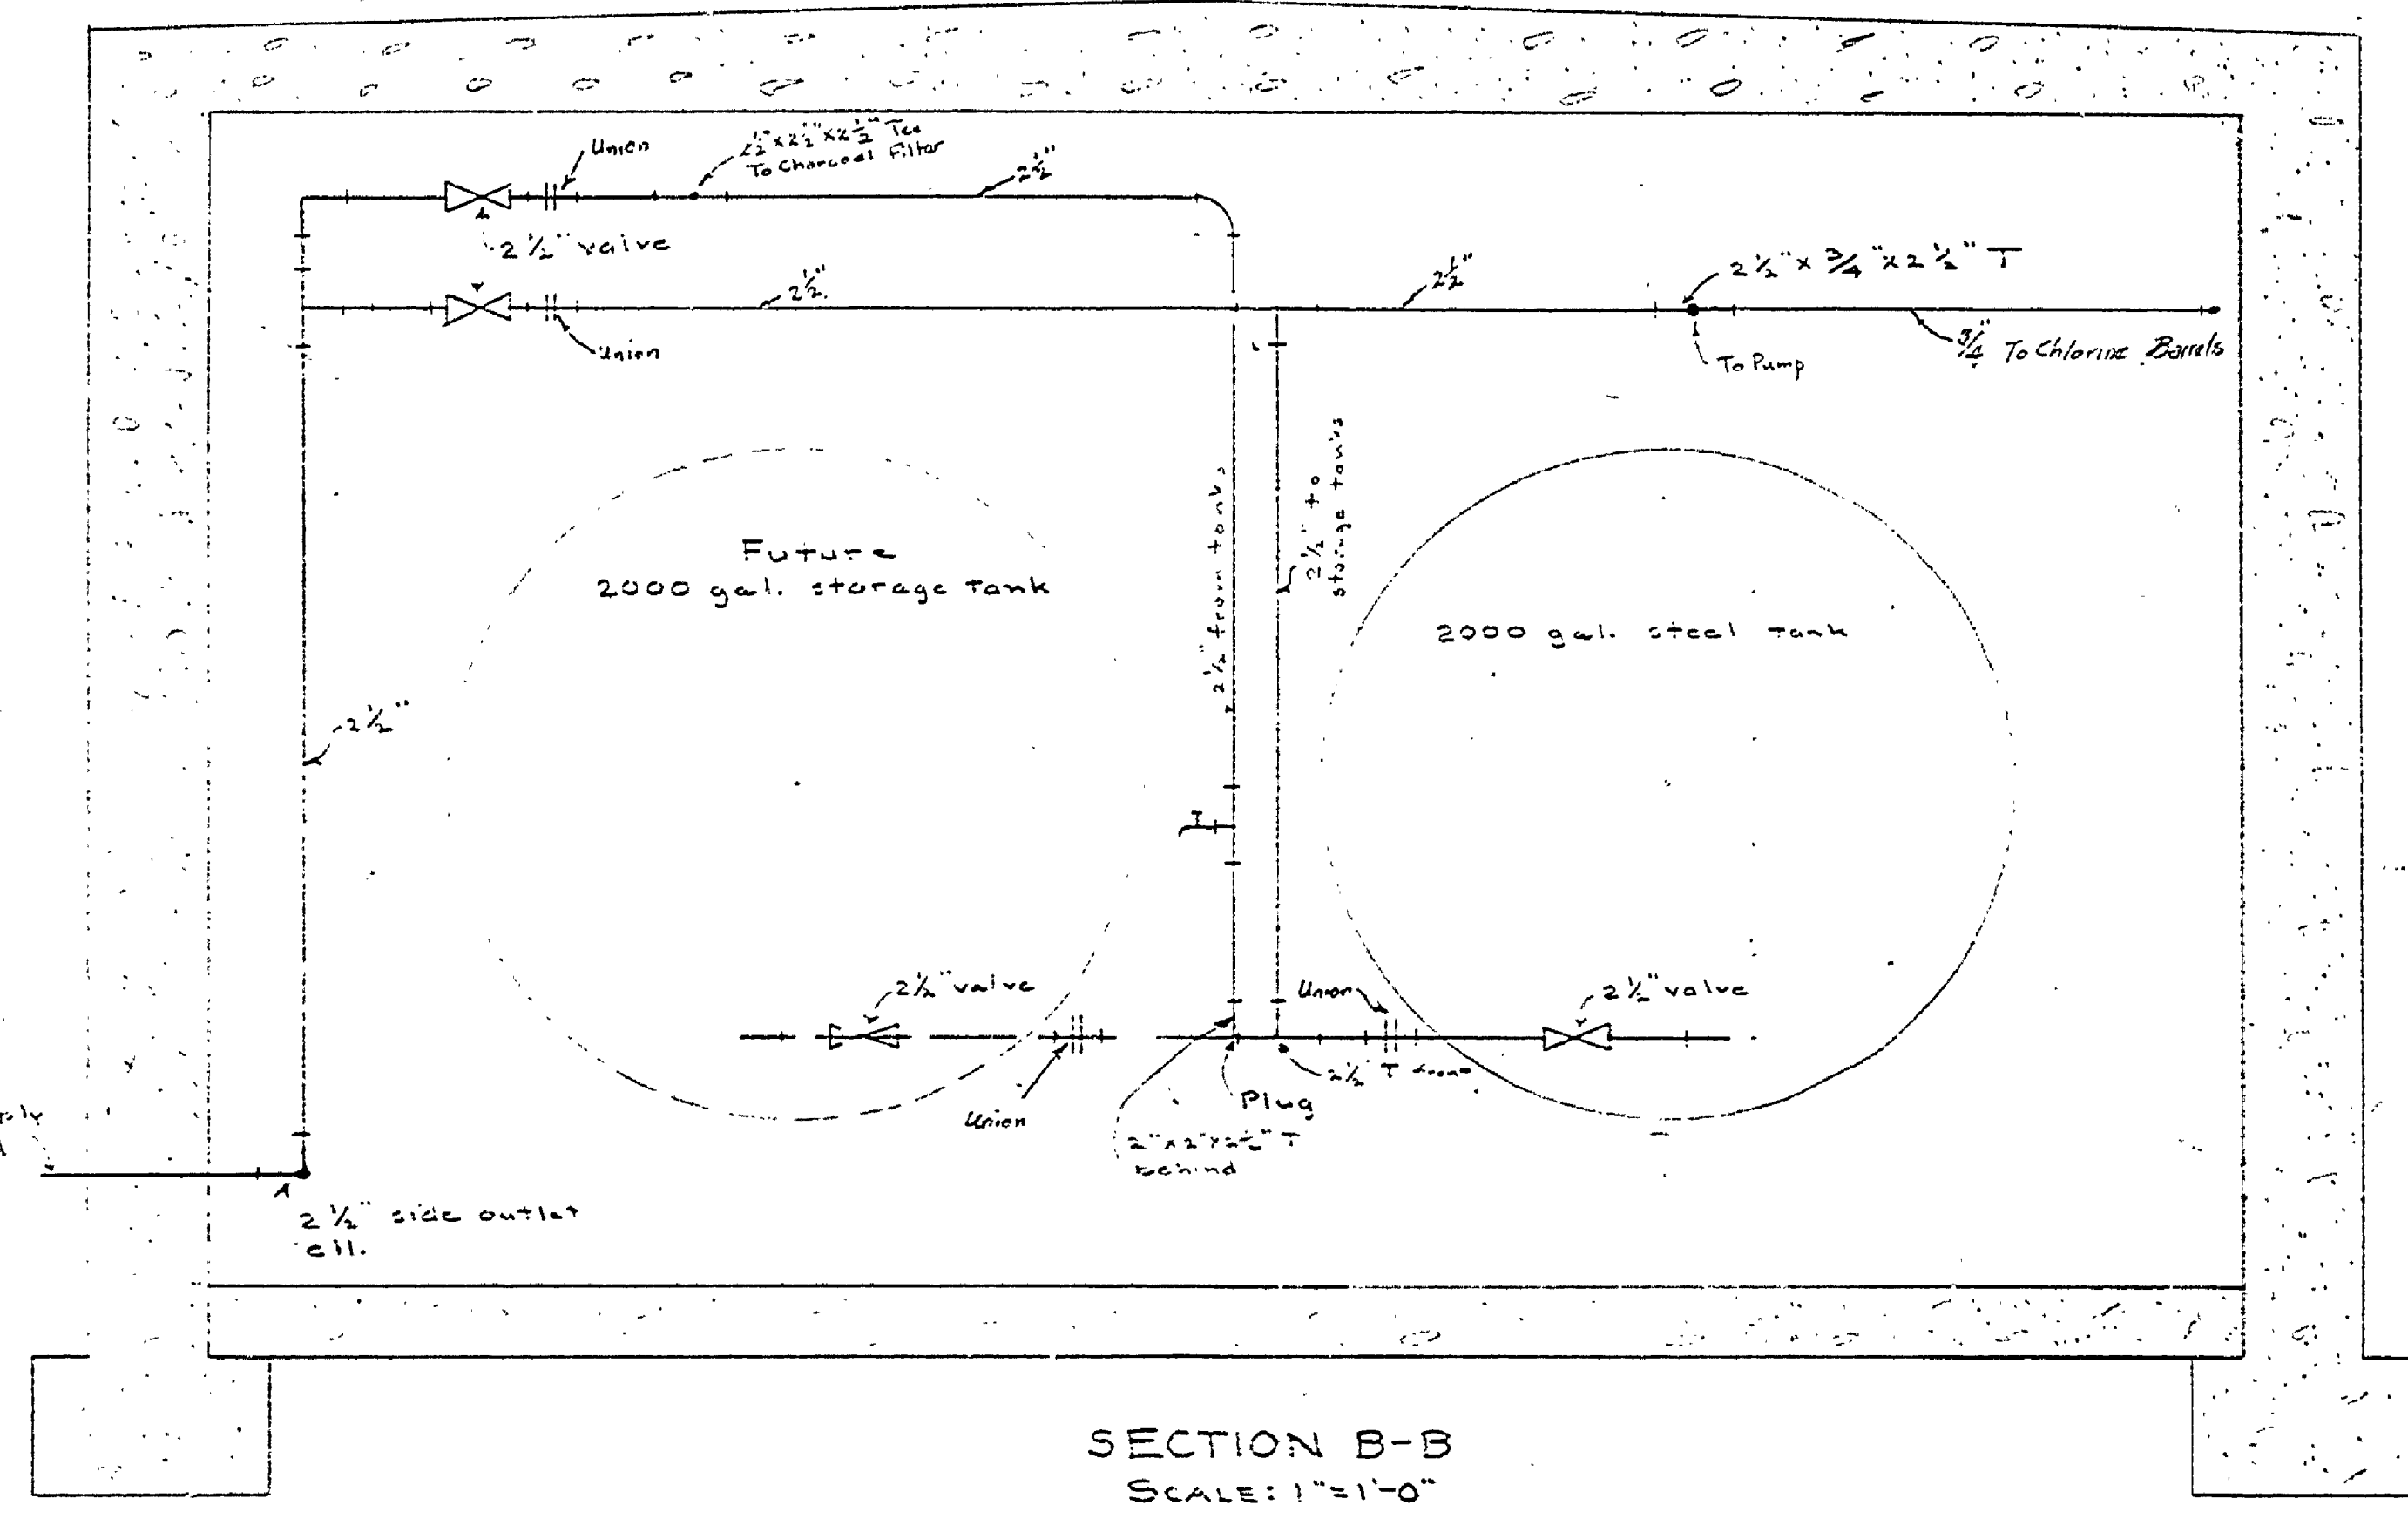 Union
2½"x2½"x2½" Tee
To Charcoal Filter
2½"
2½" valve
2½"
Union
2½"
2½"x ¾"x2½" T
To Pump
¾" To Chlorine Barrels
2½" from tanks
2½" to
storage tanks
Future
2000 gal. storage tank
2000 gal. steel tank
2½"
2½" valve
Union
2½" valve
Union
2½" T front
Plug
2"x2"x2½" T
behind
2½" side outlet
ell.
SECTION B-B
SCALE: 1"=1'-0"